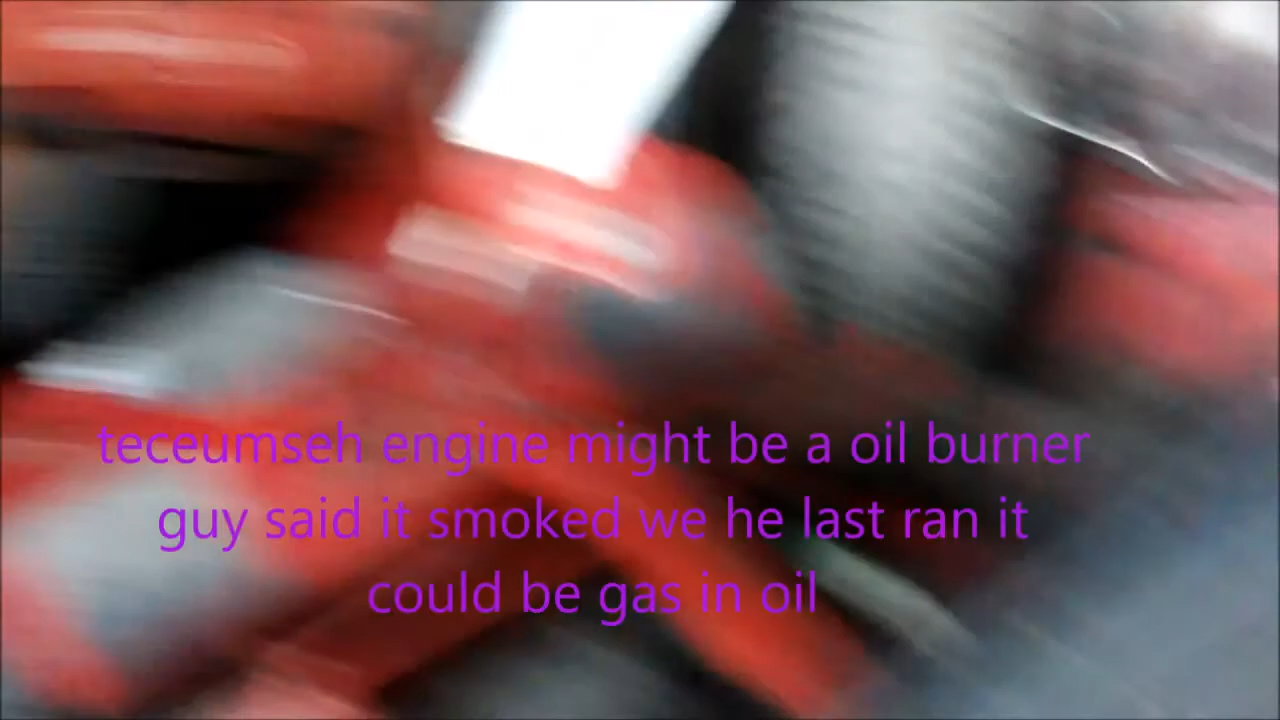 teceumseh engine might be a oil burner
guy said it smoked we he last ran it
could be gas in oil